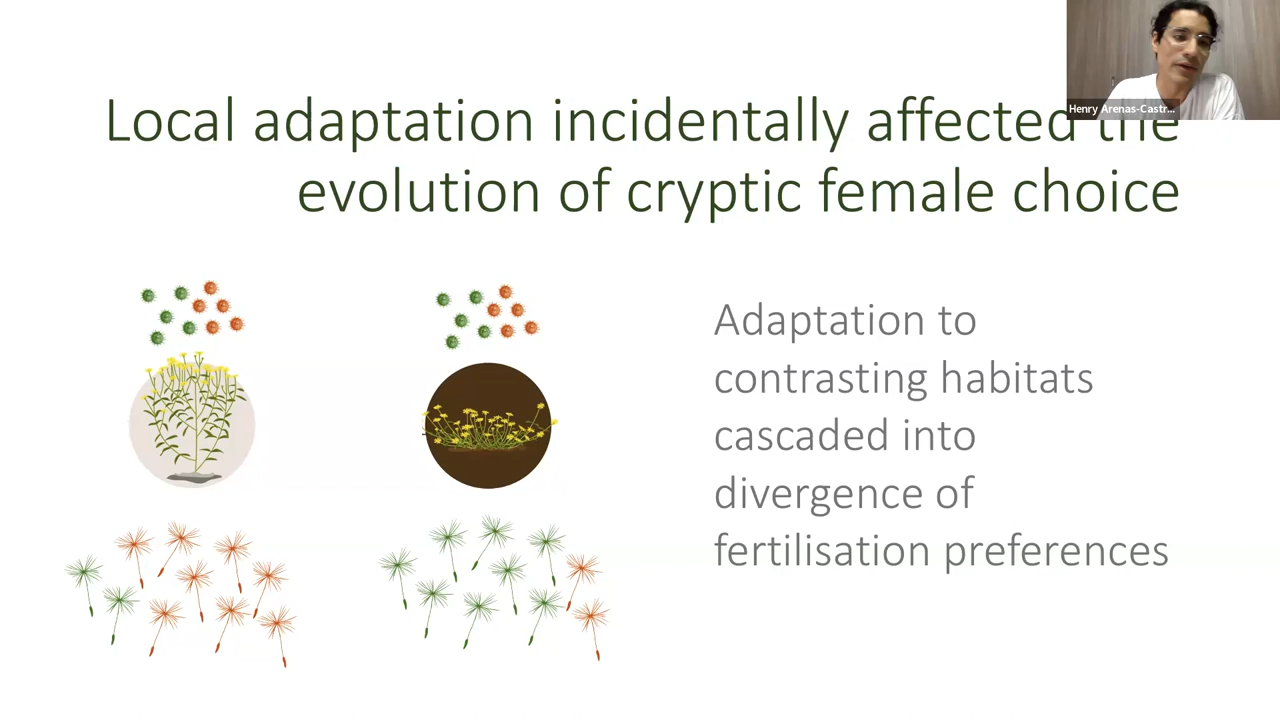 Henry Arenas-Castr...
Local adaptation incidentally affected the
evolution of cryptic female choice
Adaptation to
contrasting habitats
cascaded into
divergence of
fertilisation preferences